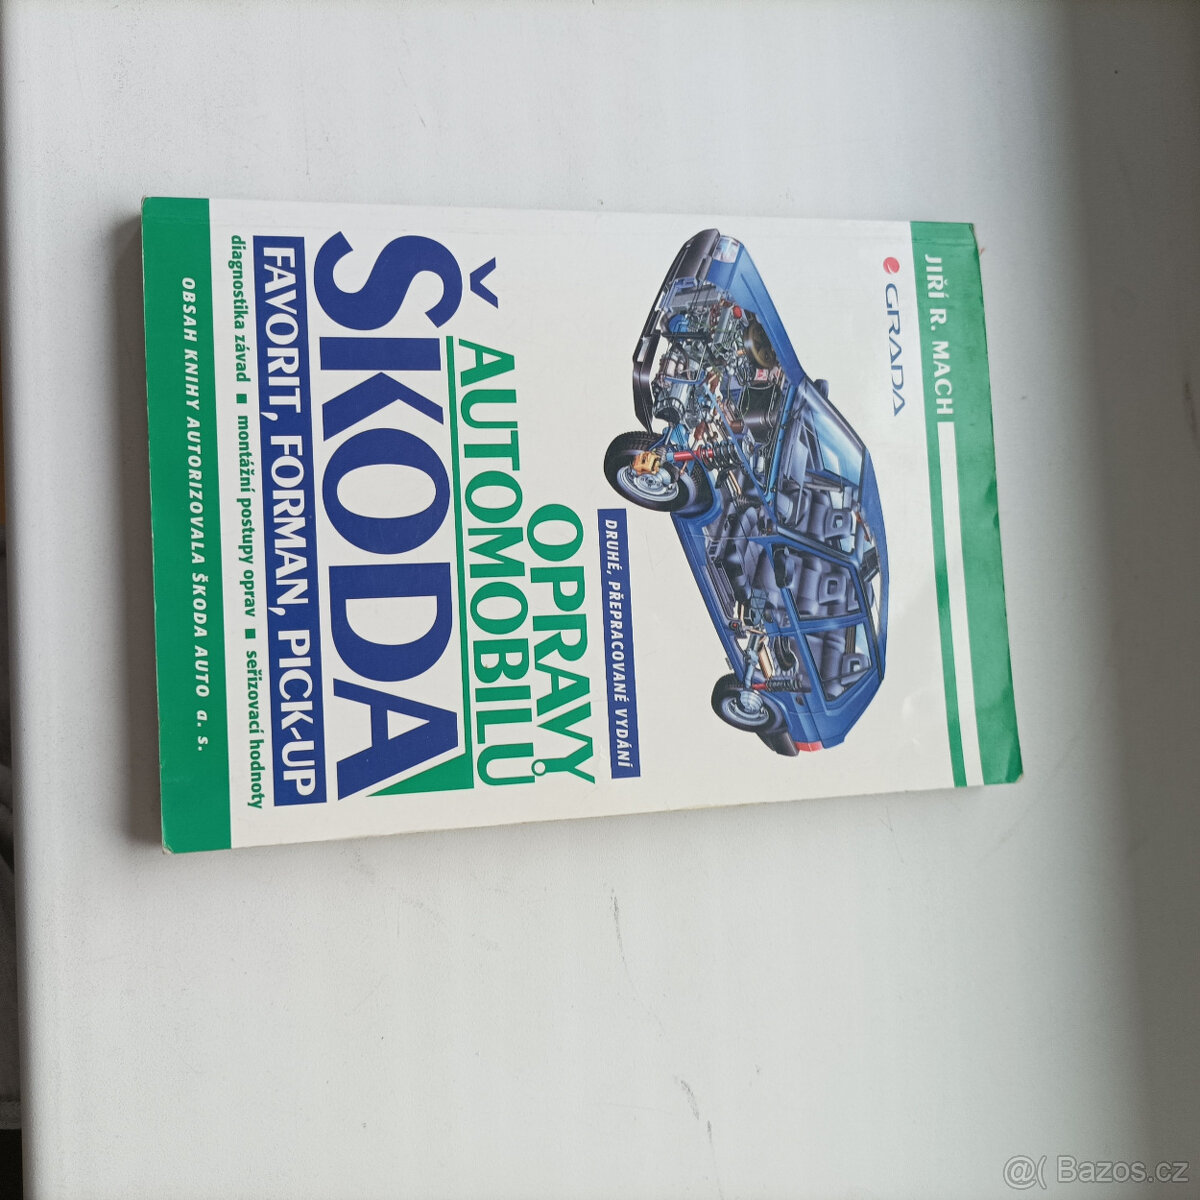 JIŘÍ R. MACH
GRADA
DRUHÉ, PŘEPRACOVANÉ VYDÁNÍ
OPRAVY
AUTOMOBILŮ
ŠKODA
FAVORIT, FORMAN, PICK-UP
diagnostika závad ■ montážní postupy oprav ■ seřizovací hodnoty
OBSAH KNIHY AUTORIZOVALA ŠKODA AUTO a. s.
@( Bazos.cz